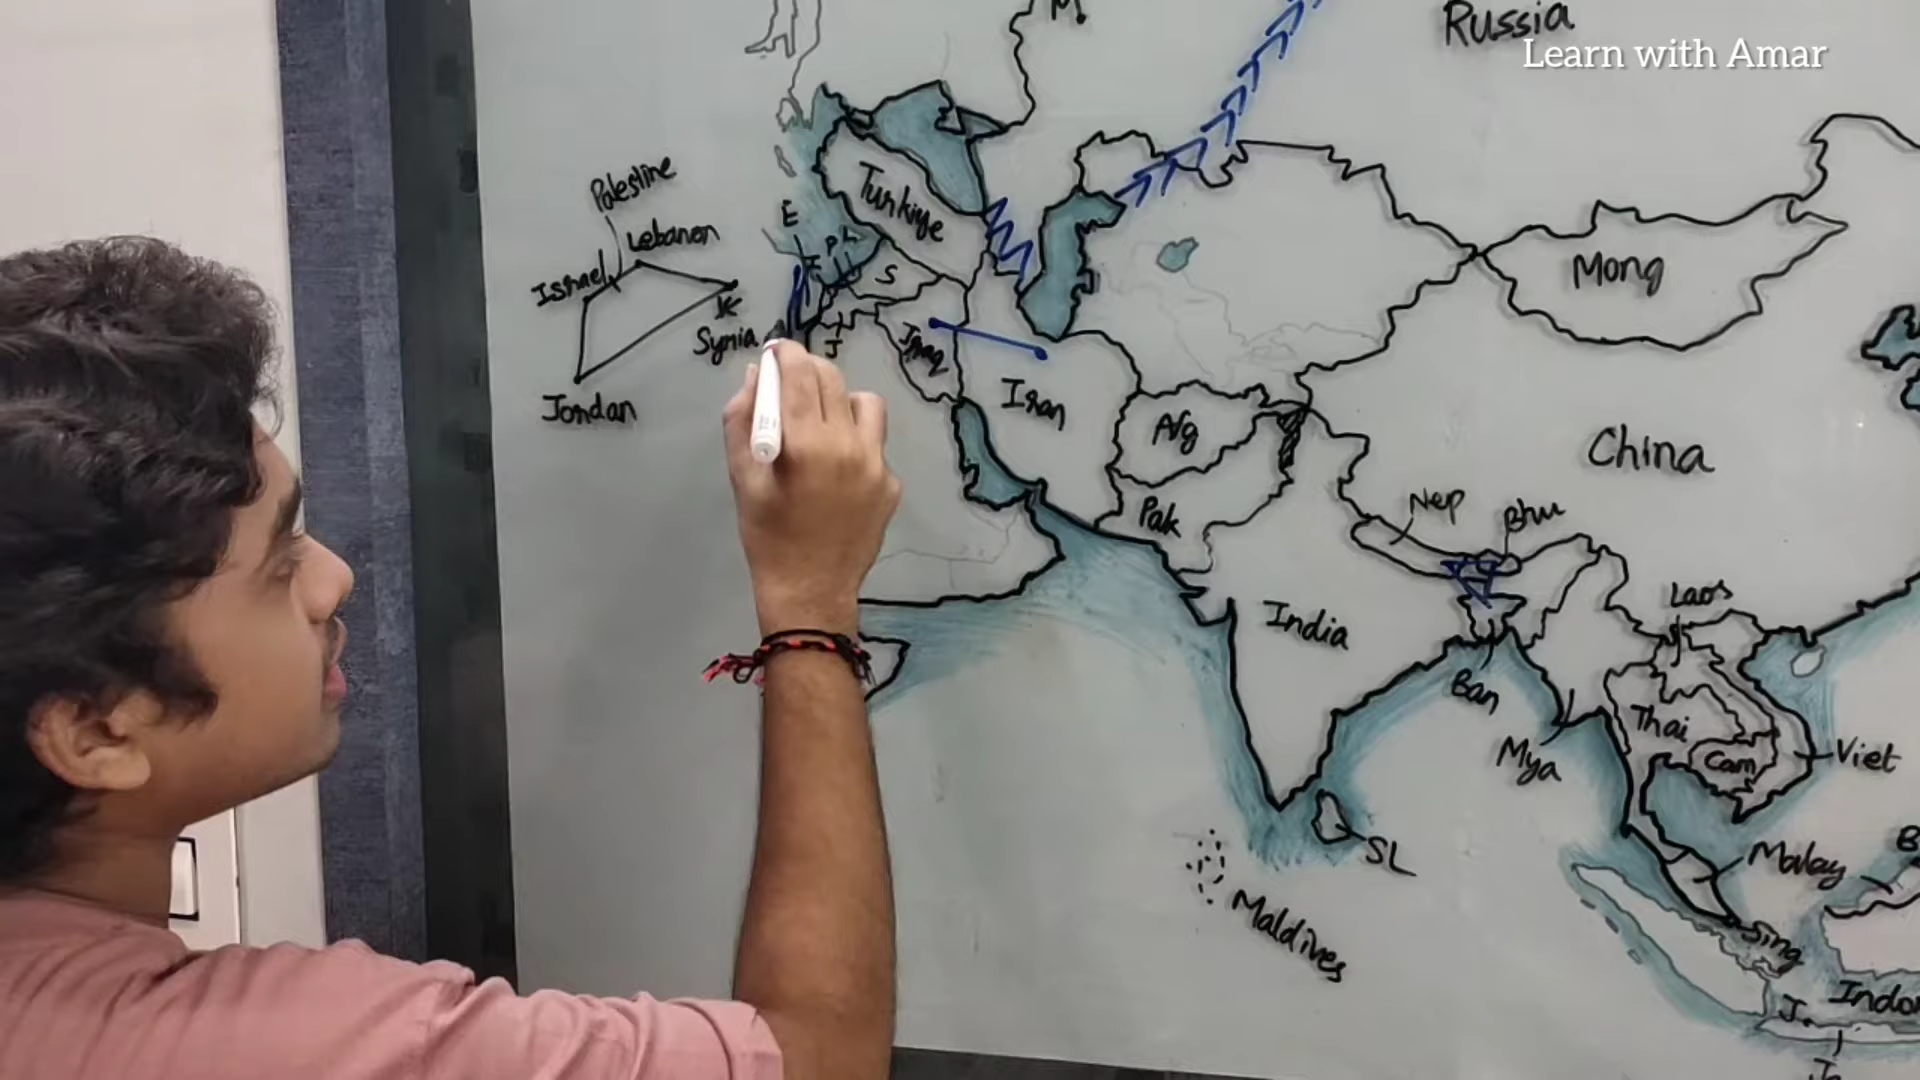 M.
Russia
Learn with Amar
Palestine
Lebanon
Israel
Syria
Jordan
E
I
P
L
S
J
Turkiye
Iraq
Iran
Mong
China
Afg
Pak
Nep
Bhu
India
Ban
Mya
Laos
Thai
Cam
Viet
SL
Maldives
Malay
B
Sing
Indo
J.